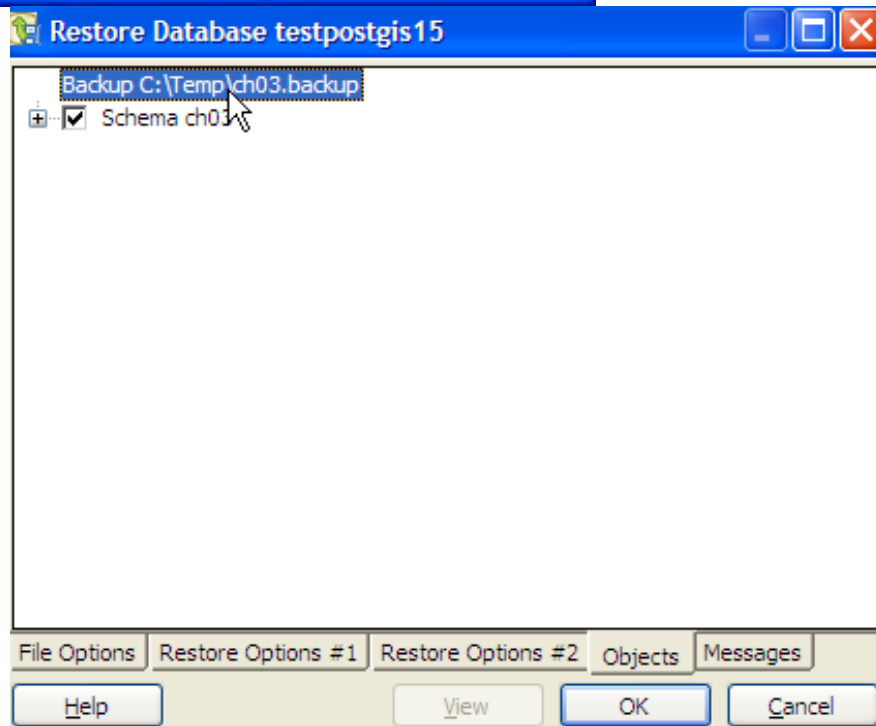 Restore Database testpostgis15
Backup C:\Temp\ch03.backup
Schema ch03
File Options Restore Options #1 Restore Options #2 Objects Messages
Help View OK Cancel